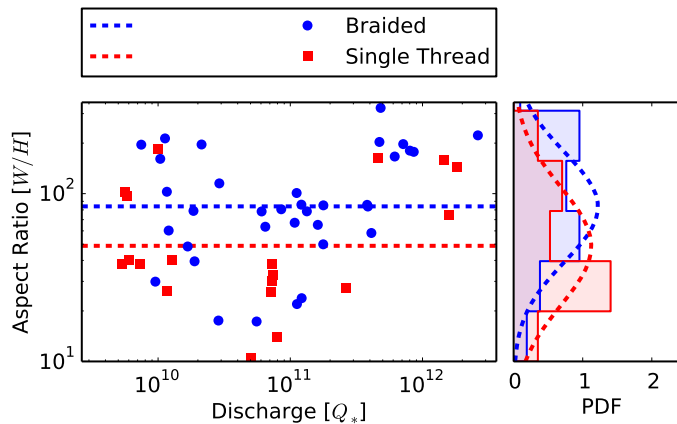 Braided
Single Thread
Aspect Ratio [W/H]
10^2
10^1
10^10
10^11
10^12
Discharge [Q_*]
0
1
2
PDF